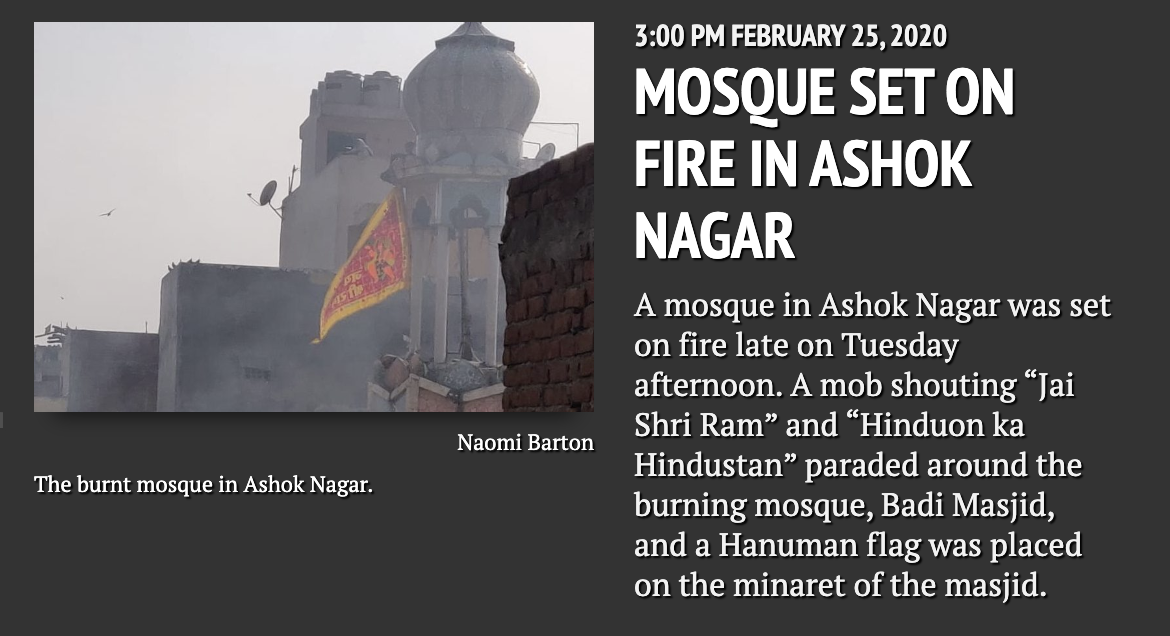 3:00 PM FEBRUARY 25, 2020
MOSQUE SET ON
FIRE IN ASHOK
NAGAR
A mosque in Ashok Nagar was set
on fire late on Tuesday
afternoon. A mob shouting “Jai
Shri Ram” and “Hinduon ka
Hindustan” paraded around the
burning mosque, Badi Masjid,
and a Hanuman flag was placed
on the minaret of the masjid.
Naomi Barton
The burnt mosque in Ashok Nagar.